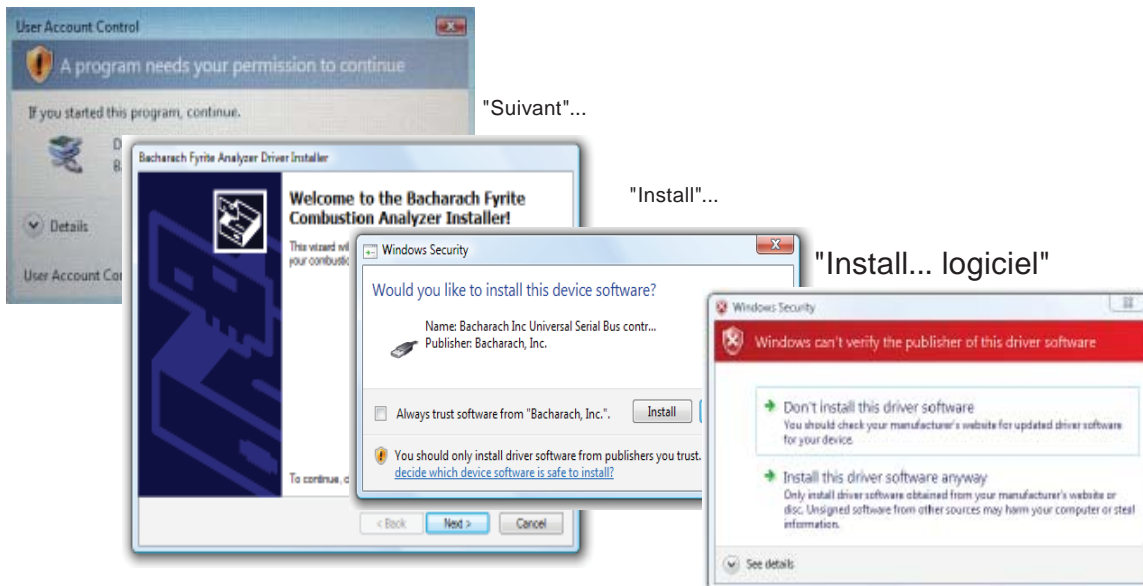 User Account Control
A program needs your permission to continue
If you started this program, continue.
Details
User Account
"Suivant"...
Bacharach Fyrite Analyzer Driver Installer
Welcome to the Bacharach Fyrite
Combustion Analyzer Installer!
This wizard
your
To continue,
< Back
Next >
Cancel
"Install"...
Windows Security
Would you like to install this device software?
Name: Bacharach Inc Universal Serial Bus contr...
Publisher: Bacharach, Inc.
Always trust software from "Bacharach, Inc.".
Install
You should only install driver software from publishers you trust.
decide which device software is safe to install?
"Install... logiciel"
Windows Security
Windows can't verify the publisher of this driver software
Don't install this driver software
You should check your manufacturer's website for updated driver software
for your device.
Install this driver software anyway
Only install driver software obtained from your manufacturer's website or
disc. Unsigned software from other sources may harm your computer or steal
information.
See details